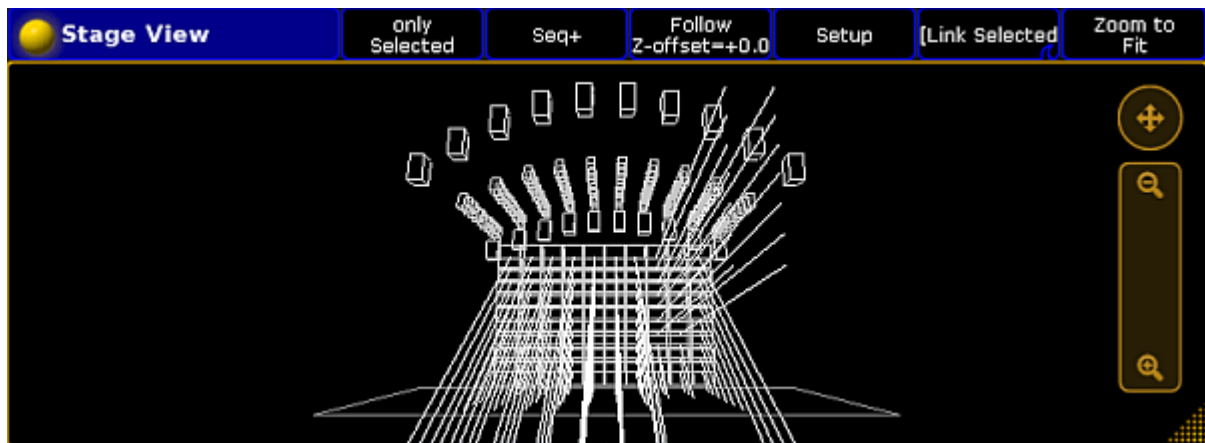 Stage View
only
Selected
Seq+
Follow
Z-offset=+0.0
Setup
[Link Selected
Zoom to
Fit